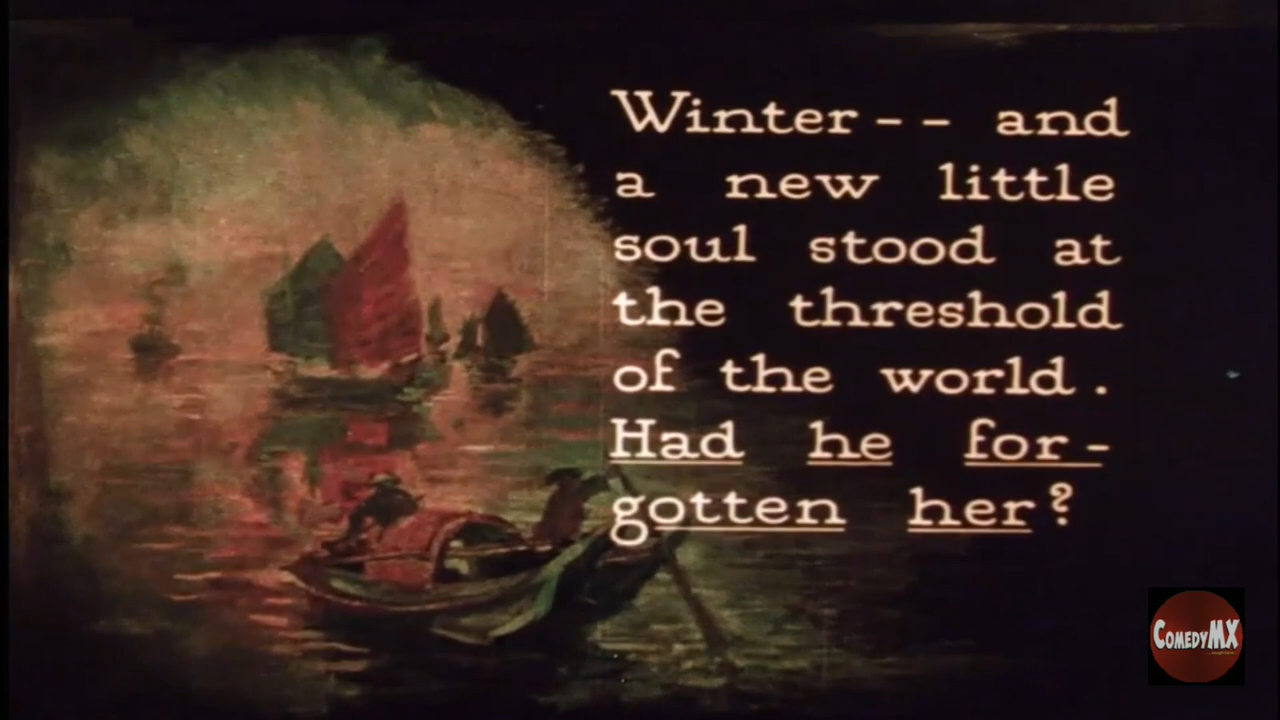 Winter-- and
a new little
soul stood at
the threshold
of the world.
Had he for-
gotten her?
COMEDYMX